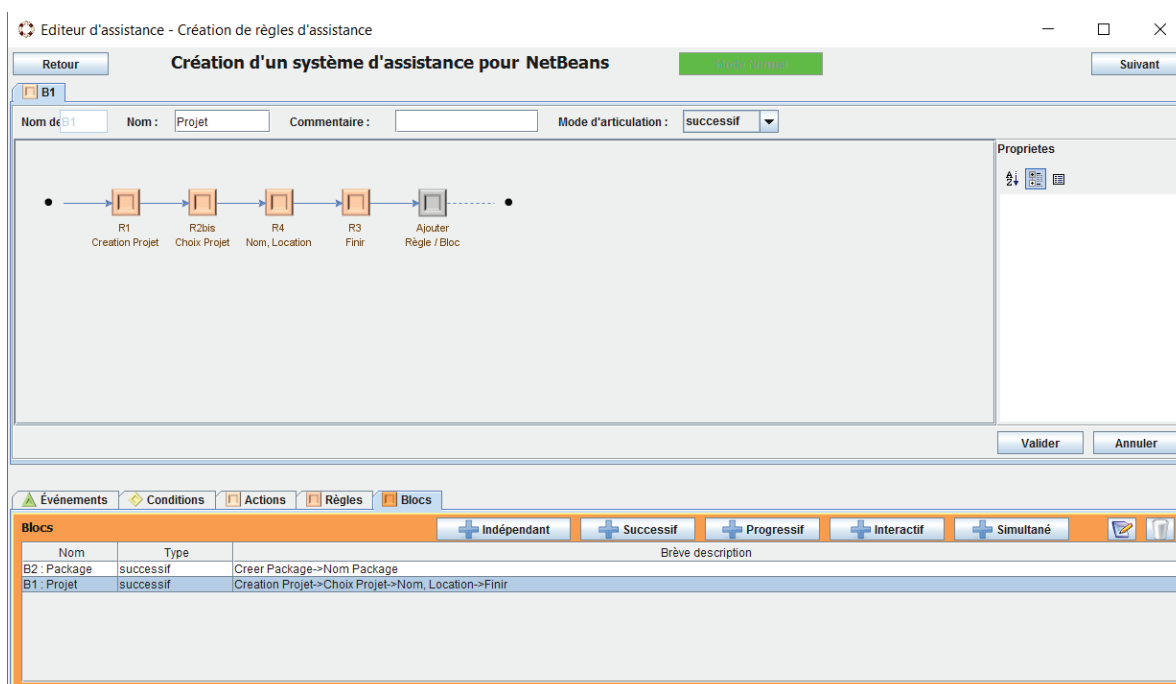 Editeur d'assistance - Création de règles d'assistance
Retour Création d'un système d'assistance pour NetBeans Suivant
B1
Nom de B1 Nom : Projet Commentaire : Mode d'articulation : successif
Proprietes
R1 R2bis R4 R3 Ajouter
Creation Projet Choix Projet Nom, Location Finir Règle / Bloc
Valider Annuler
Événements Conditions Actions Règles Blocs
Blocs Indépendant Successif Progressif Interactif Simultané
Nom Type Brève description
B2 : Package successif Creer Package->Nom Package
B1 : Projet successif Creation Projet->Choix Projet->Nom, Location->Finir